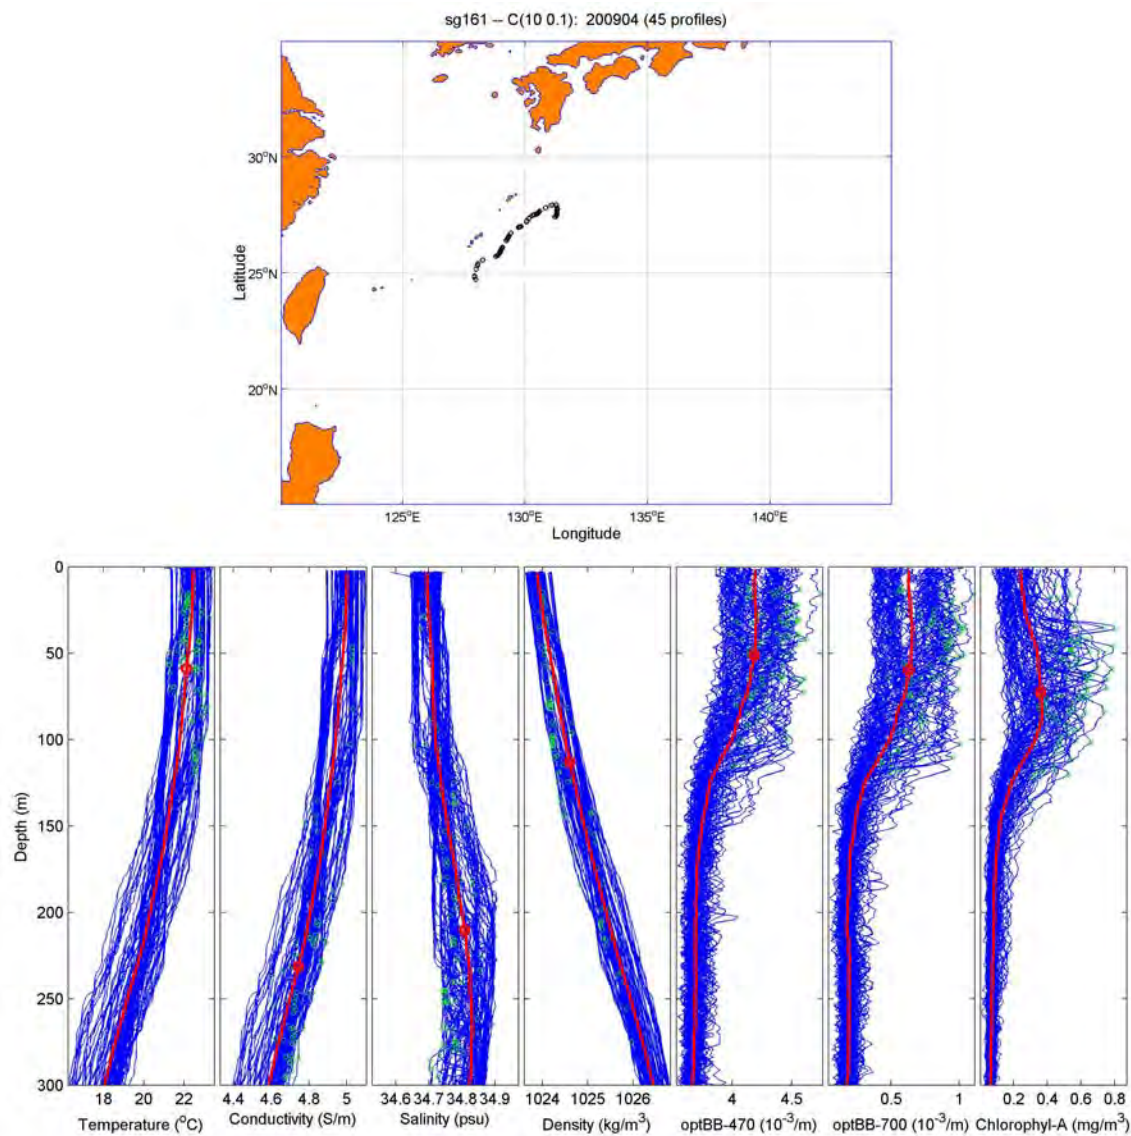 sg161 -- C(10 0.1): 200904 (45 profiles)
30°N
25°N
20°N
Latitude
125°E 130°E 135°E 140°E
Longitude
0
50
100
150
200
250
300
Depth (m)
18 20 22
4.4 4.6 4.8 5
34.6 34.7 34.8 34.9
1024 1025 1026
4 4.5
0.5 1
0.2 0.4 0.6 0.8
Temperature (°C)
Conductivity (S/m)
Salinity (psu)
Density (kg/m³)
optBB-470 (10⁻³/m)
optBB-700 (10⁻³/m)
Chlorophyl-A (mg/m³)